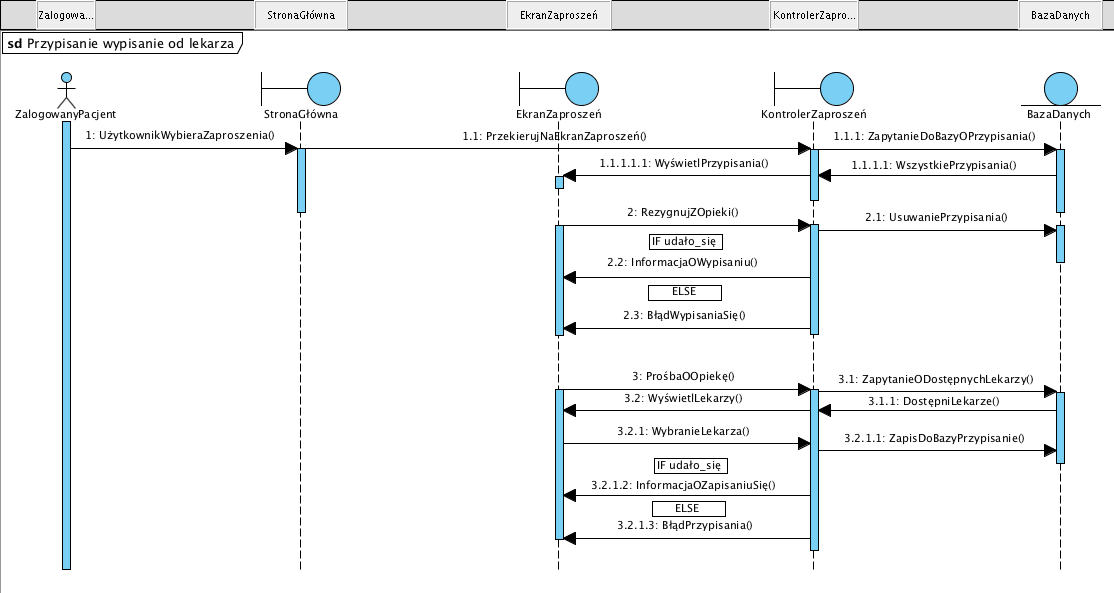 Zalogowa...
StronaGłówna
EkranZaproszeń
KontrolerZapro...
BazaDanych
sd Przypisanie wypisanie od lekarza
ZalogowanyPacjent
StronaGłówna
EkranZaproszeń
KontrolerZaproszeń
BazaDanych
1: UżytkownikWybieraZaproszenia()
1.1: PrzekierujNaEkranZaproszeń()
1.1.1: ZapytanieDoBazyOPrzypisania()
1.1.1.1.1: WyświetlPrzypisania()
1.1.1.1: WszystkiePrzypisania()
2: RezygnujZOpieki()
2.1: UsuwaniePrzypisania()
IF udało_się
2.2: InformacjaOWypisaniu()
ELSE
2.3: BłądWypisaniaSię()
3: ProśbaOOpiekę()
3.1: ZapytanieODostępnychLekarzy()
3.2: WyświetlLekarzy()
3.1.1: DostępniLekarze()
3.2.1: WybranieLekarza()
3.2.1.1: ZapisDoBazyPrzypisanie()
IF udało_się
3.2.1.2: InformacjaOZapisaniuSię()
ELSE
3.2.1.3: BłądPrzypisania()